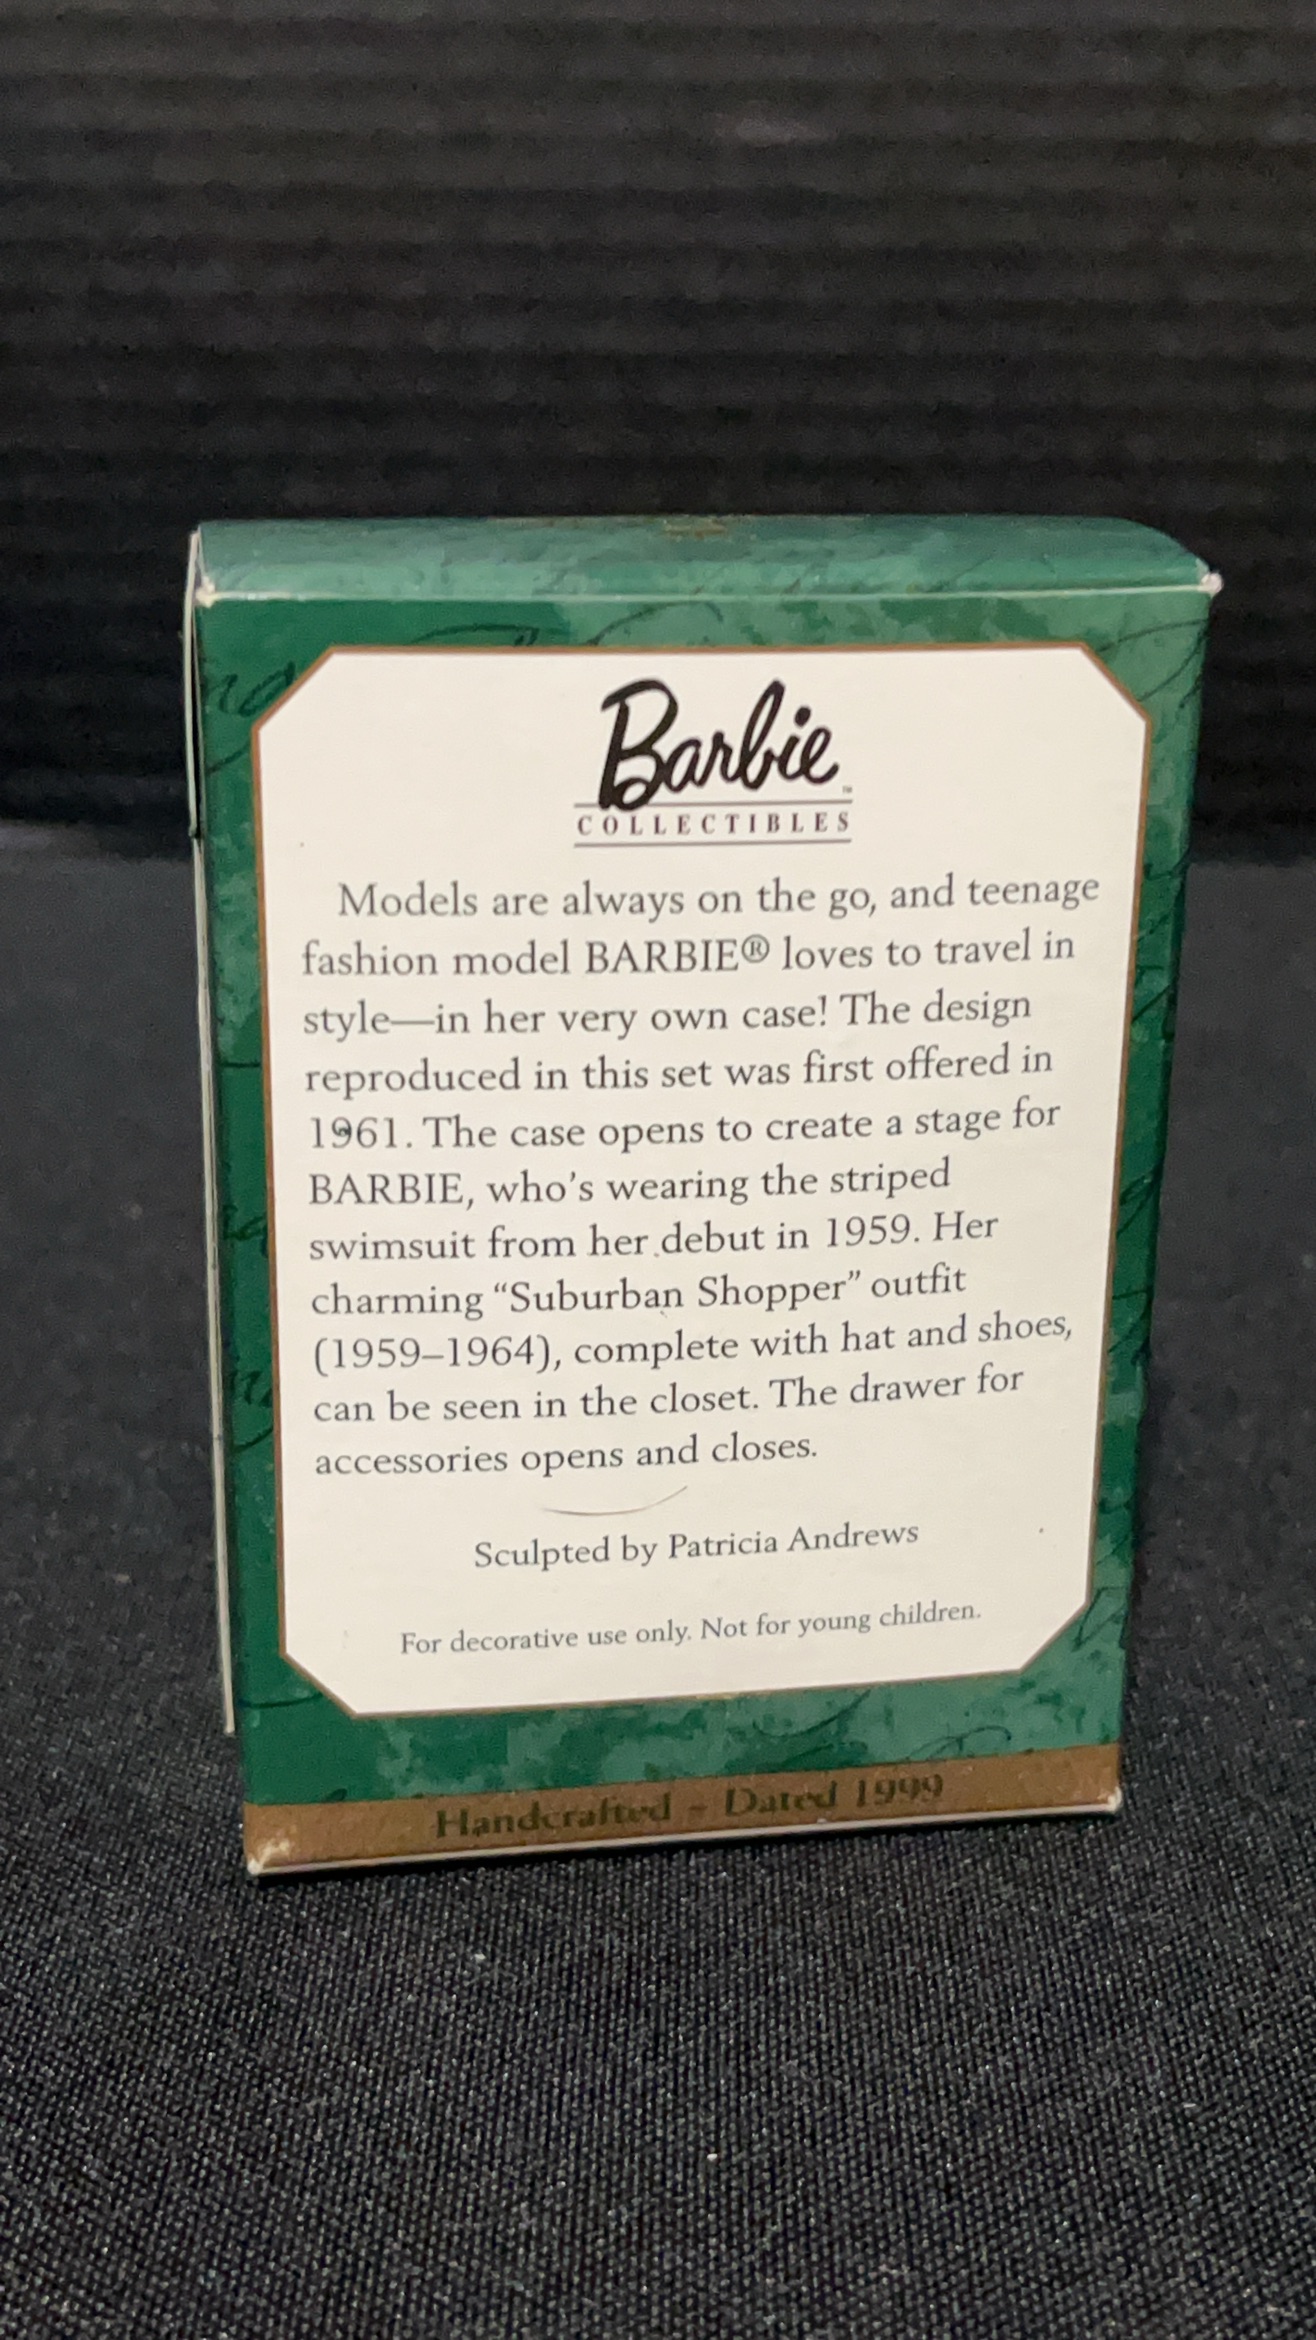 Barbie™
COLLECTIBLES
Models are always on the go, and teenage
fashion model BARBIE® loves to travel in
style—in her very own case! The design
reproduced in this set was first offered in
1961. The case opens to create a stage for
BARBIE, who's wearing the striped
swimsuit from her debut in 1959. Her
charming “Suburban Shopper” outfit
(1959–1964), complete with hat and shoes,
can be seen in the closet. The drawer for
accessories opens and closes.
Sculpted by Patricia Andrews
For decorative use only. Not for young children.
Handcrafted – Dated 1999